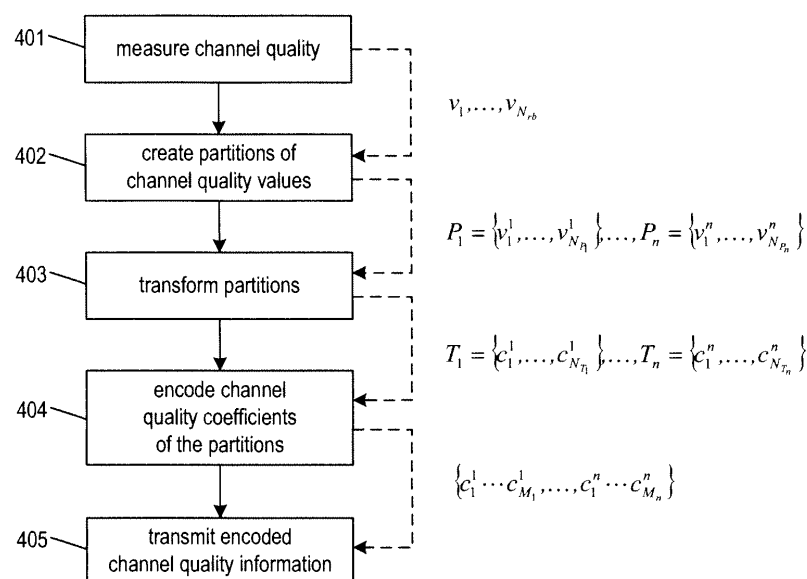 401
measure channel quality
v_1,...,v_{N_{rb}}
402
create partitions of
channel quality values
P_1 = {v_1^1,...,v_{N_{P_1}}^1},...,P_n = {v_1^n,...,v_{N_{P_n}}^n}
403
transform partitions
T_1 = {c_1^1,...,c_{N_{T_1}}^1},...,T_n = {c_1^n,...,c_{N_{T_n}}^n}
404
encode channel
quality coefficients
of the partitions
{c_1^1 ⋯ c_{M_1}^1,...,c_1^n ⋯ c_{M_n}^n}
405
transmit encoded
channel quality information